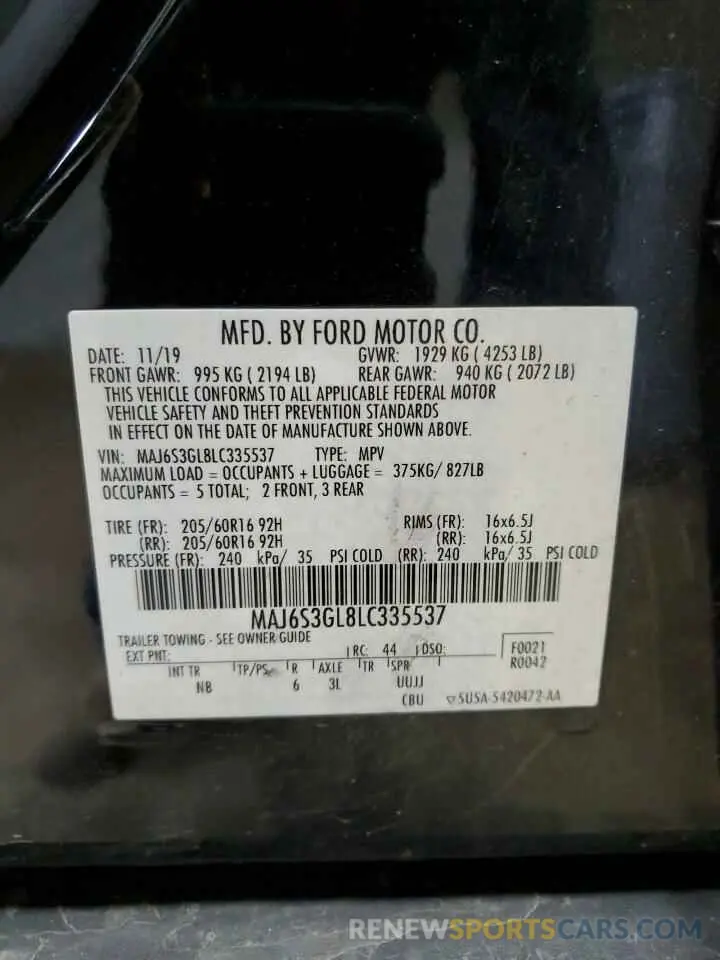 MFD. BY FORD MOTOR CO.
DATE: 11/19 GVWR: 1929 KG ( 4253 LB)
FRONT GAWR: 995 KG ( 2194 LB) REAR GAWR: 940 KG ( 2072 LB)
THIS VEHICLE CONFORMS TO ALL APPLICABLE FEDERAL MOTOR
VEHICLE SAFETY AND THEFT PREVENTION STANDARDS
IN EFFECT ON THE DATE OF MANUFACTURE SHOWN ABOVE.
VIN: MAJ6S3GL8LC335537 TYPE: MPV
MAXIMUM LOAD = OCCUPANTS + LUGGAGE = 375KG/ 827LB
OCCUPANTS = 5 TOTAL; 2 FRONT, 3 REAR
TIRE (FR): 205/60R16 92H RIMS (FR): 16x6.5J
(RR): 205/60R16 92H (RR): 16x6.5J
PRESSURE (FR): 240 kPa/ 35 PSI COLD (RR): 240 kPa/ 35 PSI COLD
MAJ6S3GL8LC335537
TRAILER TOWING - SEE OWNER GUIDE
EXT PNT: RC: 44 DSO: F0021
R0042
INT TR TP/PS R AXLE TR SPR
NB 6 3L UUJJ
CBU 5U5A-5420472-AA
RENEWSPORTSCARS.COM